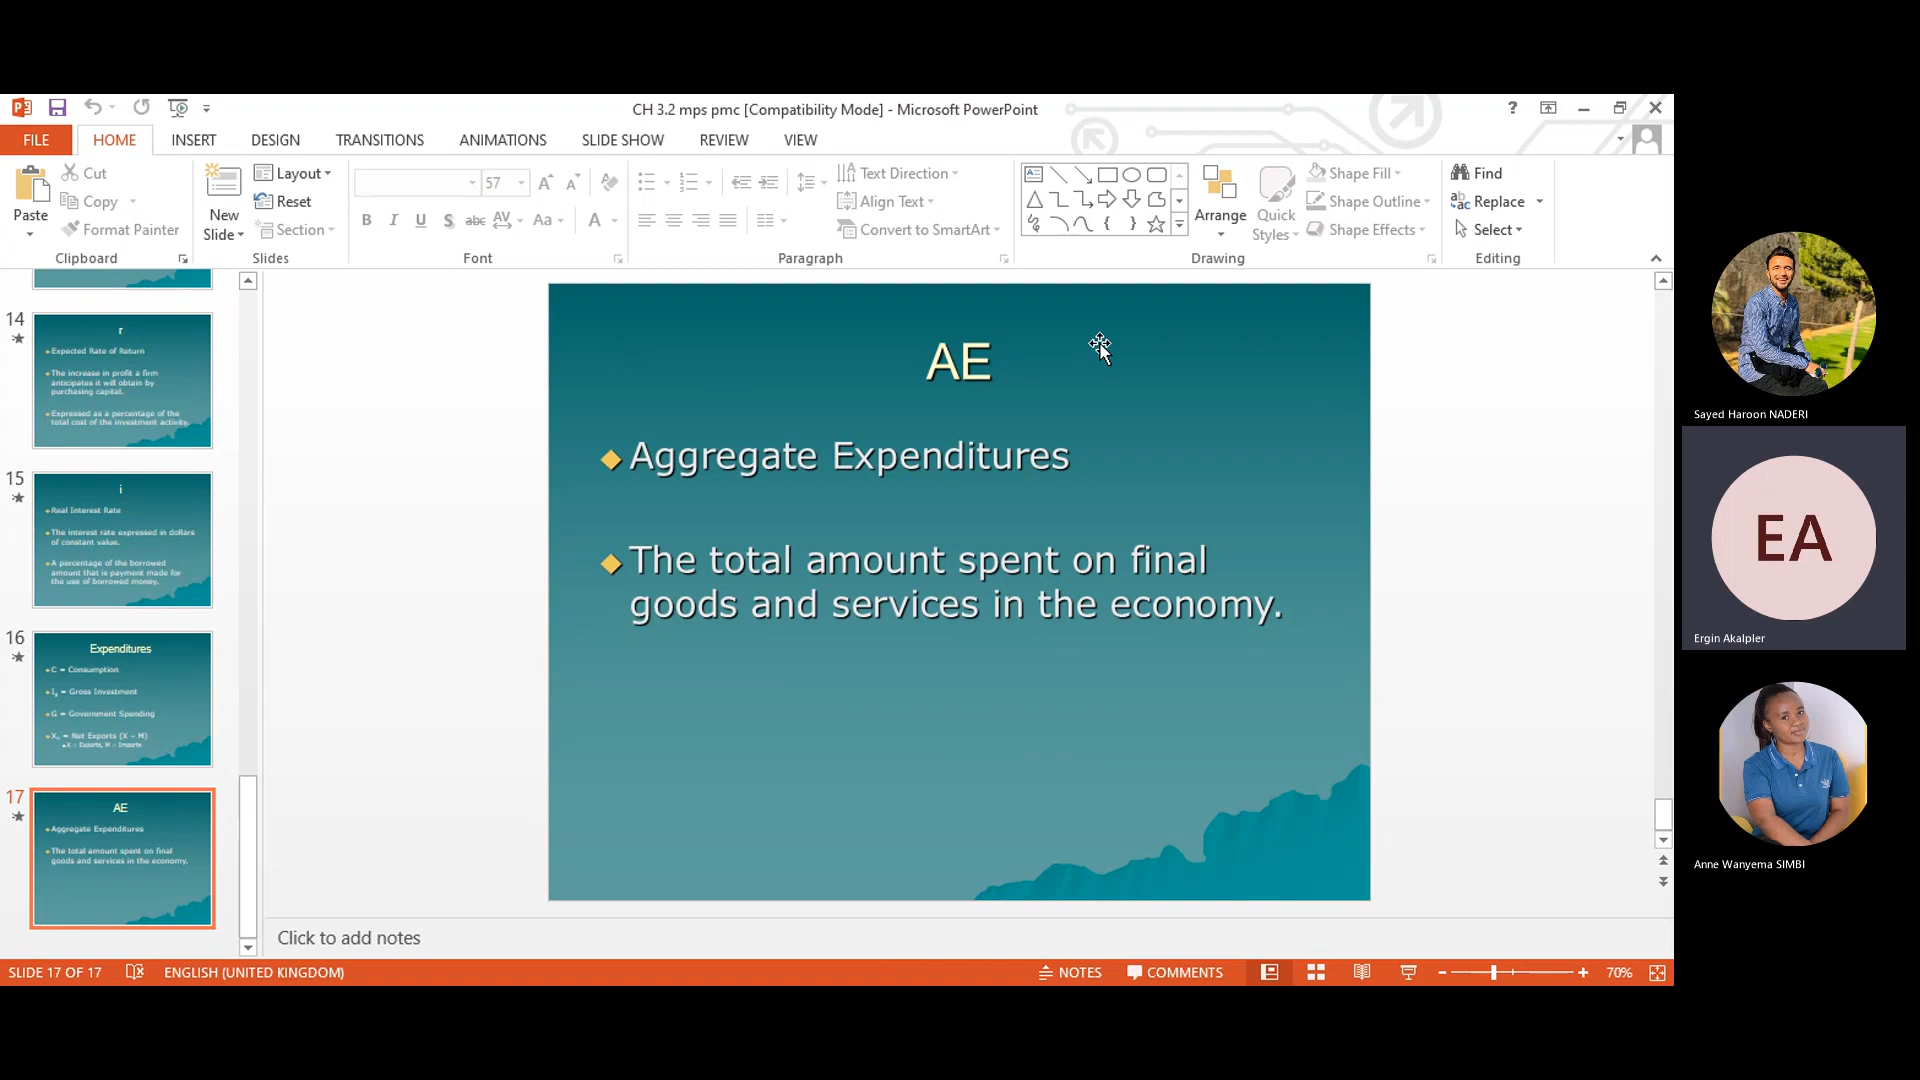 CH 3.2 mps pmc [Compatibility Mode] - Microsoft PowerPoint
FILE HOME INSERT DESIGN TRANSITIONS ANIMATIONS SLIDE SHOW REVIEW VIEW
Paste
Cut
Copy
Format Painter
Clipboard
New
Slide
Layout
Reset
Section
Slides
57
B I U S abc AV Aa A
Font
Text Direction
Align Text
Convert to SmartArt
Paragraph
Arrange
Quick
Styles
Shape Fill
Shape Outline
Shape Effects
Drawing
Find
Replace
Select
Editing
14
r
Expected Rate of Return
The increase in profit a firm
anticipates it will obtain by
purchasing capital.
Expressed as a percentage of the
total cost of the investment activity.
15
i
Real Interest Rate
The interest rate expressed in dollars
of constant value.
A percentage of the borrowed
amount that is payment made for
the use of borrowed money.
16
Expenditures
C = Consumption
Ig = Gross Investment
G = Government Spending
Xn = Net Exports (X – M)
X = Exports, M = Imports
17
AE
Aggregate Expenditures
The total amount spent on final
goods and services in the economy.
AE
Aggregate Expenditures
The total amount spent on final
goods and services in the economy.
Click to add notes
SLIDE 17 OF 17 ENGLISH (UNITED KINGDOM) NOTES COMMENTS 70%
Sayed Haroon NADERI
EA
Ergin Akalpler
Anne Wanyema SIMBI